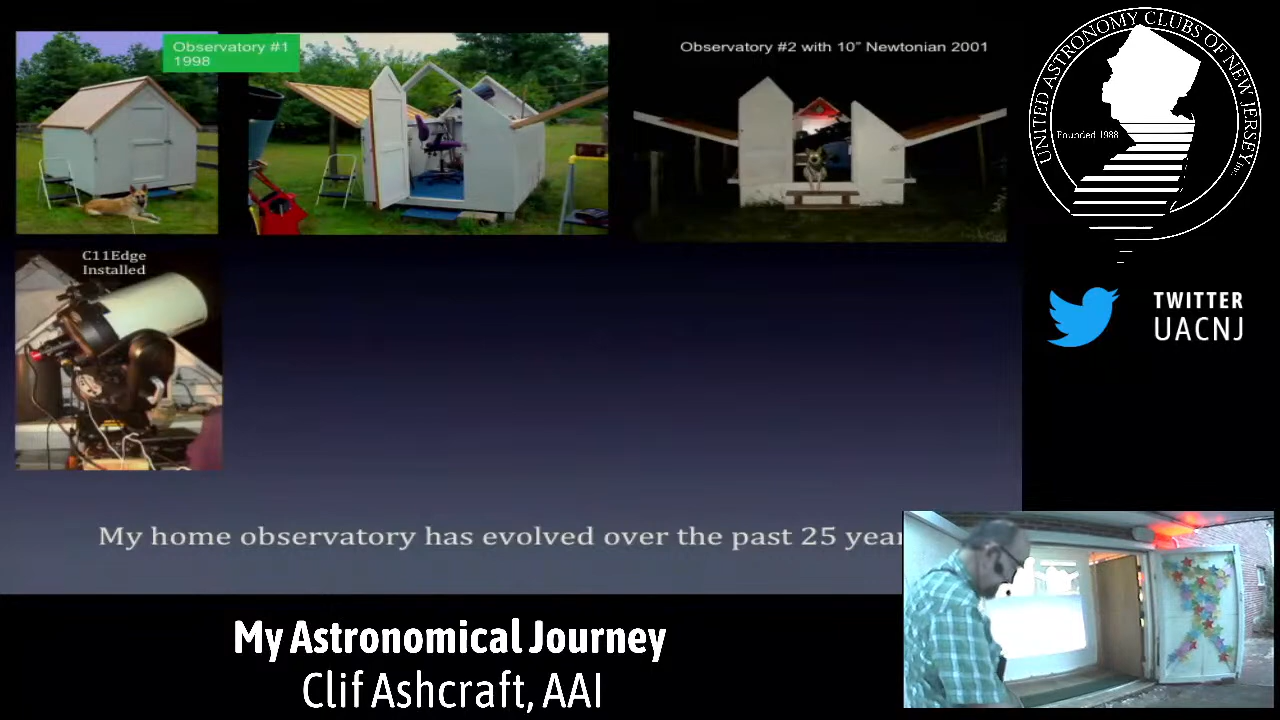 Observatory #1
1998
Observatory #2 with 10” Newtonian 2001
C11Edge
Installed
My home observatory has evolved over the past 25 year
My Astronomical Journey
Clif Ashcraft, AAI
UNITED ASTRONOMY CLUBS OF NEW JERSEY, Inc.
Founded 1988
TWITTER
UACNJ